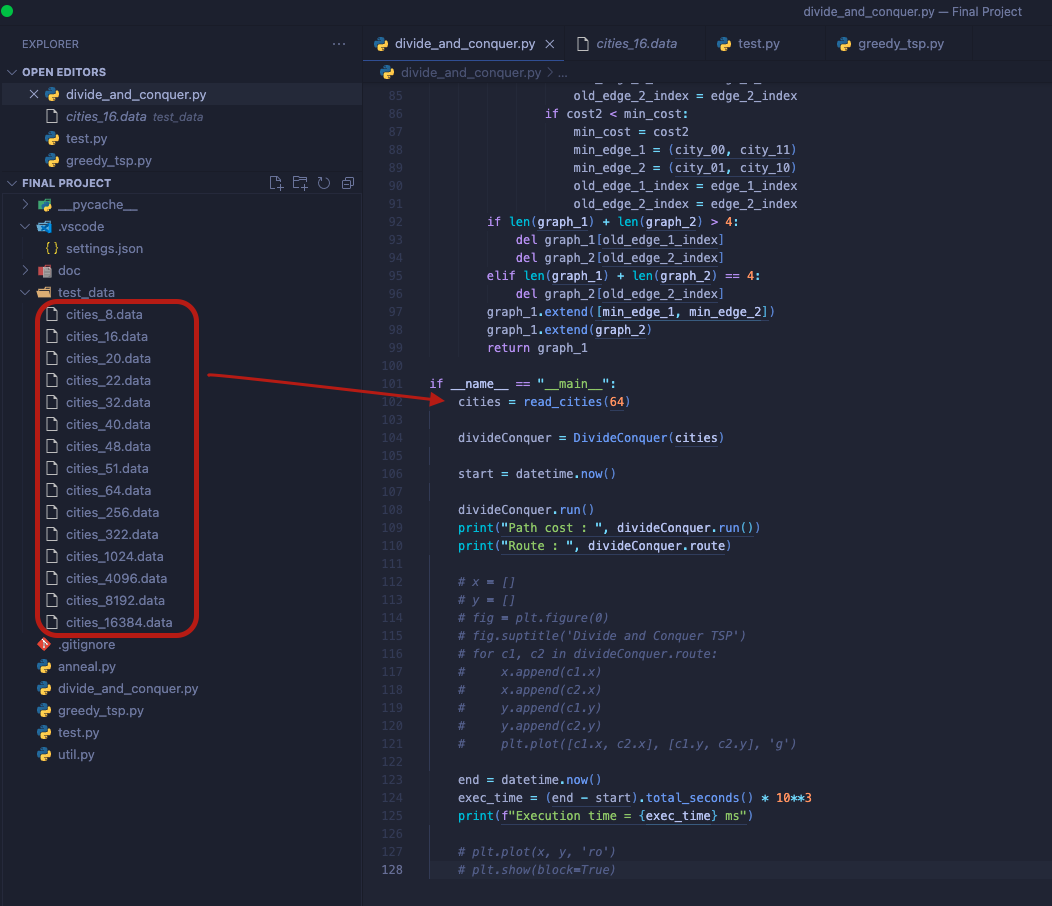 divide_and_conquer.py — Final Project
EXPLORER
OPEN EDITORS
divide_and_conquer.py
cities_16.data test_data
test.py
greedy_tsp.py
FINAL PROJECT
__pycache__
.vscode
{ } settings.json
doc
test_data
cities_8.data
cities_16.data
cities_20.data
cities_22.data
cities_32.data
cities_40.data
cities_48.data
cities_51.data
cities_64.data
cities_256.data
cities_322.data
cities_1024.data
cities_4096.data
cities_8192.data
cities_16384.data
.gitignore
anneal.py
divide_and_conquer.py
greedy_tsp.py
test.py
util.py
divide_and_conquer.py cities_16.data test.py greedy_tsp.py
divide_and_conquer.py > ...
85 old_edge_2_index = edge_2_index
86 if cost2 < min_cost:
87 min_cost = cost2
88 min_edge_1 = (city_00, city_11)
89 min_edge_2 = (city_01, city_10)
90 old_edge_1_index = edge_1_index
91 old_edge_2_index = edge_2_index
92 if len(graph_1) + len(graph_2) > 4:
93 del graph_1[old_edge_1_index]
94 del graph_2[old_edge_2_index]
95 elif len(graph_1) + len(graph_2) == 4:
96 del graph_2[old_edge_2_index]
97 graph_1.extend([min_edge_1, min_edge_2])
98 graph_1.extend(graph_2)
99 return graph_1
100
101 if __name__ == "__main__":
102 cities = read_cities(64)
103
104 divideConquer = DivideConquer(cities)
105
106 start = datetime.now()
107
108 divideConquer.run()
109 print("Path cost : ", divideConquer.run())
110 print("Route : ", divideConquer.route)
111
112 # x = []
113 # y = []
114 # fig = plt.figure(0)
115 # fig.suptitle('Divide and Conquer TSP')
116 # for c1, c2 in divideConquer.route:
117 # x.append(c1.x)
118 # x.append(c2.x)
119 # y.append(c1.y)
120 # y.append(c2.y)
121 # plt.plot([c1.x, c2.x], [c1.y, c2.y], 'g')
122
123 end = datetime.now()
124 exec_time = (end - start).total_seconds() * 10**3
125 print(f"Execution time = {exec_time} ms")
126
127 # plt.plot(x, y, 'ro')
128 # plt.show(block=True)